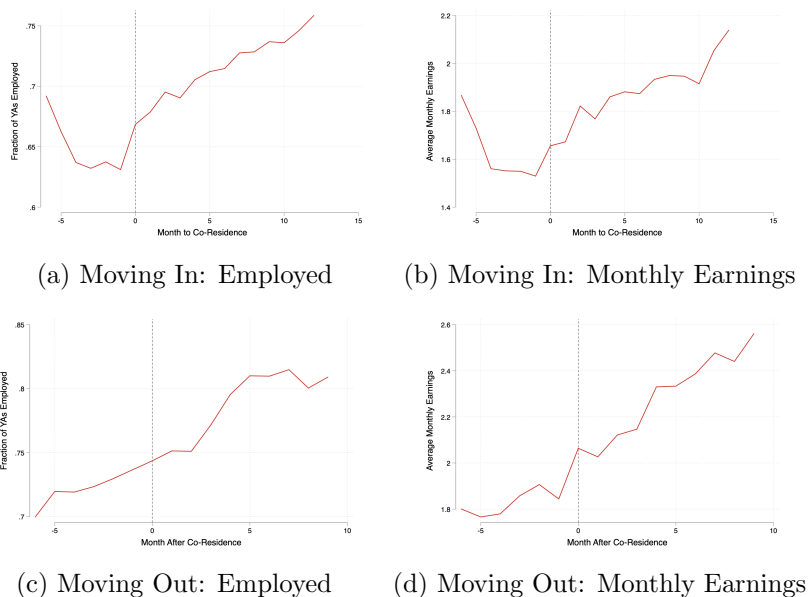 .75
.7
.65
.6
Fraction of YAs Employed
-5 0 5 10 15
Month to Co-Residence
(a) Moving In: Employed
2.2
2
1.8
1.6
1.4
Average Monthly Earnings
-5 0 5 10 15
Month to Co-Residence
(b) Moving In: Monthly Earnings
.85
.8
.75
.7
Fraction of YAs Employed
-5 0 5 10
Month After Co-Residence
(c) Moving Out: Employed
2.6
2.4
2.2
2
1.8
Average Monthly Earnings
-5 0 5 10
Month After Co-Residence
(d) Moving Out: Monthly Earnings